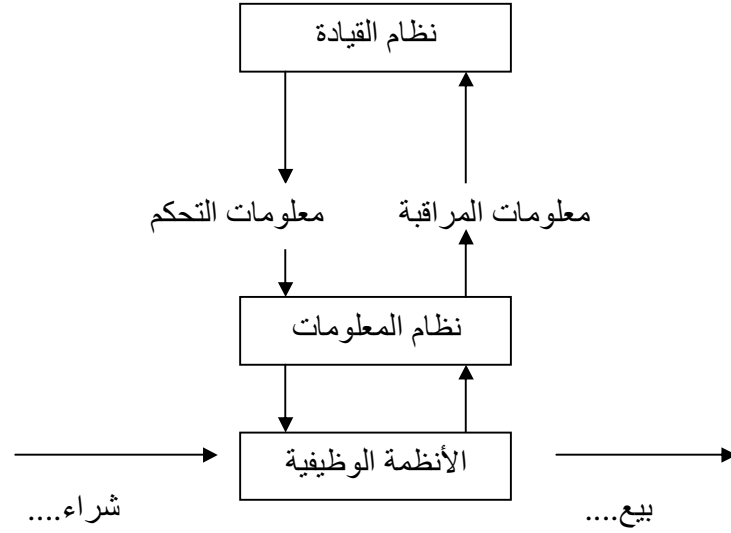 نظام القيادة
معلومات المراقبة
معلومات التحكم
نظام المعلومات
الأنظمة الوظيفية
بيع....
شراء....